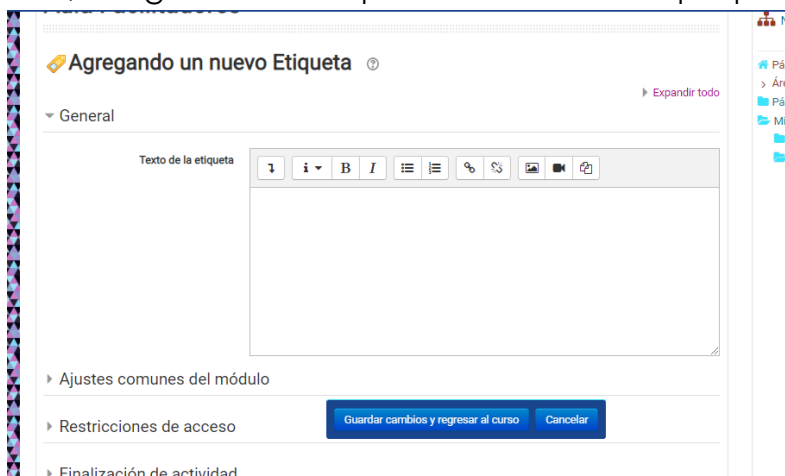 Agregando un nuevo Etiqueta
Expandir todo
General
Texto de la etiqueta
i B I
Ajustes comunes del módulo
Restricciones de acceso
Guardar cambios y regresar al curso Cancelar
Finalización de actividad